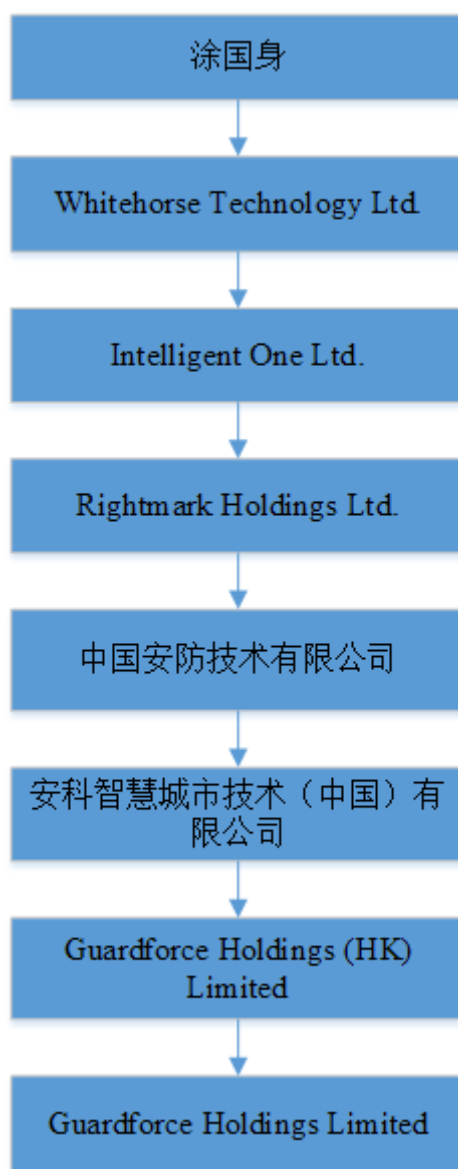 涂国身
Whitehorse Technology Ltd.
Intelligent One Ltd.
Rightmark Holdings Ltd.
中国安防技术有限公司
安科智慧城市技术（中国）有
限公司
Guardforce Holdings (HK)
Limited
Guardforce Holdings Limited